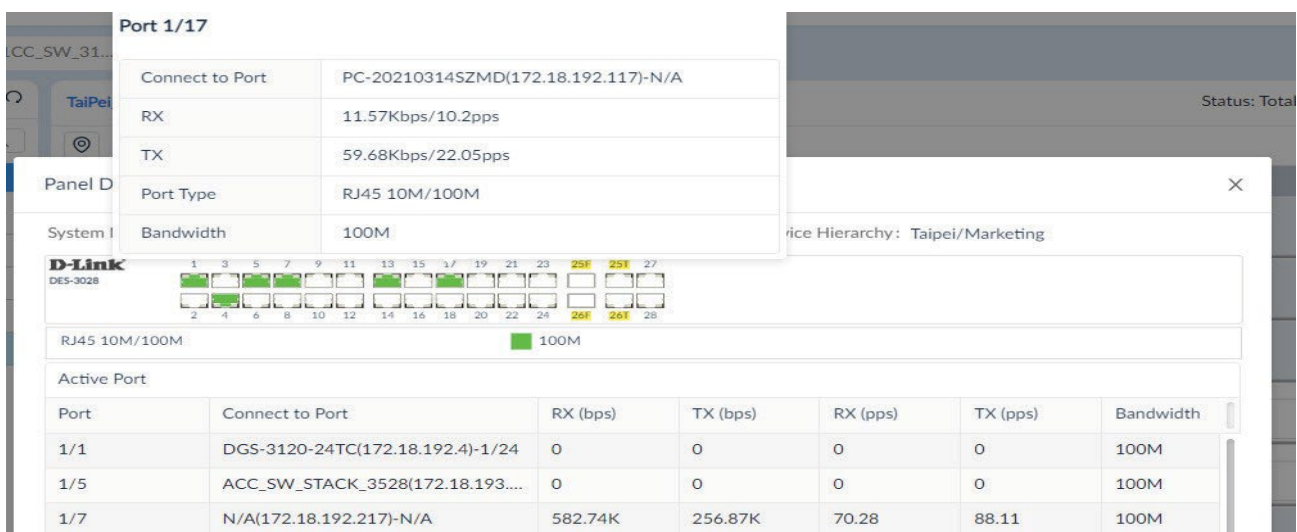 Port 1/17
CC_SW_31...
Connect to Port PC-20210314SZMD(172.18.192.117)-N/A
TaiPei
Status: Total
RX 11.57Kbps/10.2pps
TX 59.68Kbps/22.05pps
Panel D
Port Type RJ45 10M/100M
System
Bandwidth 100M
vice Hierarchy: Taipei/Marketing
D-Link
DES-3028
1 3 5 7 9 11 13 15 17 19 21 23 25F 25T 27
2 4 6 8 10 12 14 16 18 20 22 24 26F 26T 28
RJ45 10M/100M 100M
Active Port
Port Connect to Port RX (bps) TX (bps) RX (pps) TX (pps) Bandwidth
1/1 DGS-3120-24TC(172.18.192.4)-1/24 0 0 0 0 100M
1/5 ACC_SW_STACK_3528(172.18.193.... 0 0 0 0 100M
1/7 N/A(172.18.192.217)-N/A 582.74K 256.87K 70.28 88.11 100M